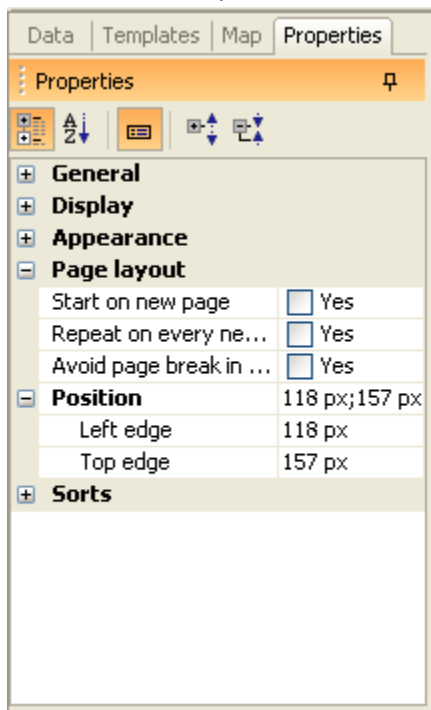 Data Templates Map Properties
Properties
General
Display
Appearance
Page layout
Start on new page Yes
Repeat on every ne... Yes
Avoid page break in ... Yes
Position 118 px;157 px
Left edge 118 px
Top edge 157 px
Sorts